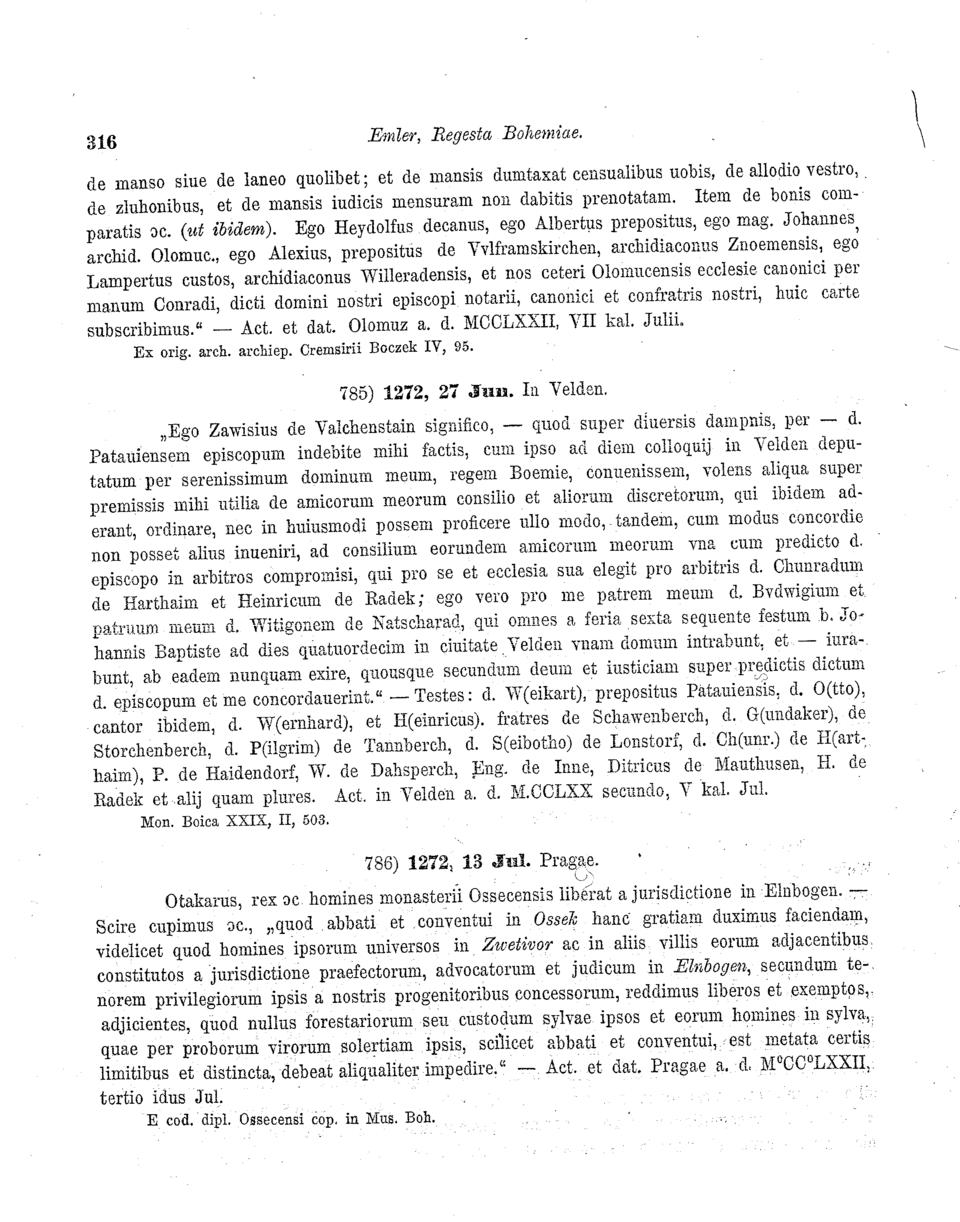 316
Emler, Regesta Bohemiae.
de manso siue de laneo quolibet; et de mansis dumtaxat censualibus uobis, de allodio vestro,
de zluhonibus, et de mansis iudicis mensuram non dabitis prenotatam. Item de bonis com-
paratis ɔc. (ut ibidem). Ego Heydolfus decanus, ego Albertus prepositus, ego mag. Johannes,
archid. Olomuc., ego Alexius, prepositus de Vvlframskirchen, archidiaconus Znoemensis, ego
Lampertus custos, archidiaconus Willeradensis, et nos ceteri Olomucensis ecclesie canonici per
manum Conradi, dicti domini nostri episcopi notarii, canonici et confratris nostri, huic carte
subscribimus.“ — Act. et dat. Olomuz a. d. MCCLXXII, VII kal. Julii.
Ex orig. arch. archiep. Cremsirii Boczek IV, 95.
785) 1272, 27 Jun. In Velden.
„Ego Zawisius de Valchenstain significo, — quod super diuersis dampnis, per — d.
Patauiensem episcopum indebite mihi factis, cum ipso ad diem colloquij in Velden depu-
tatum per serenissimum dominum meum, regem Boemie, conuenissem, volens aliqua super
premissis mihi utilia de amicorum meorum consilio et aliorum discretorum, qui ibidem ad-
erant, ordinare, nec in huiusmodi possem proficere ullo modo, tandem, cum modus concordie
non posset alius inueniri, ad consilium eorundem amicorum meorum vna cum predicto d.
episcopo in arbitros compromisi, qui pro se et ecclesia sua elegit pro arbitris d. Chunradum
de Harthaim et Heinricum de Radek; ego vero pro me patrem meum d. Bvdwigium et
patruum meum d. Witigonem de Natscharad, qui omnes a feria sexta sequente festum b. Jo-
hannis Baptiste ad dies quatuordecim in ciuitate Velden vnam domum intrabunt, et — iura-
bunt, ab eadem nunquam exire, quousque secundum deum et iusticiam super predictis dictum
d. episcopum et me concordauerint.“ — Testes: d. W(eikart), prepositus Patauiensis, d. O(tto),
cantor ibidem, d. W(ernhard), et H(einricus). fratres de Schawenberch, d. G(undaker), de
Storchenberch, d. P(ilgrim) de Tannberch, d. S(eibotho) de Lonstorf, d. Ch(unr.) de H(art-
haim), P. de Haidendorf, W. de Dahsperch, Eng. de Inne, Ditricus de Mauthusen, H. de
Radek et alij quam plures. Act. in Velden a. d. M.CCLXX secundo, V kal. Jul.
Mon. Boica XXIX, II, 503.
786) 1272, 13 Jul. Pragae.
Otakarus, rex ɔc homines monasterii Ossecensis liberat a jurisdictione in Elnbogen. —
Scire cupimus ɔc., „quod abbati et conventui in Ossek hanc gratiam duximus faciendam,
videlicet quod homines ipsorum universos in Zwetivor ac in aliis villis eorum adjacentibus
constitutos a jurisdictione praefectorum, advocatorum et judicum in Elnbogen, secundum te-
norem privilegiorum ipsis a nostris progenitoribus concessorum, reddimus liberos et exemptos,
adjicientes, quod nullus forestariorum seu custodum sylvae ipsos et eorum homines in sylva,
quae per proborum virorum solertiam ipsis, scilicet abbati et conventui, est metata certis
limitibus et distincta, debeat aliqualiter impedire.“ — Act. et dat. Pragae a. d. M⁰CC⁰LXXII,
tertio idus Jul.
E cod. dipl. Ossecensi cop. in Mus. Boh.